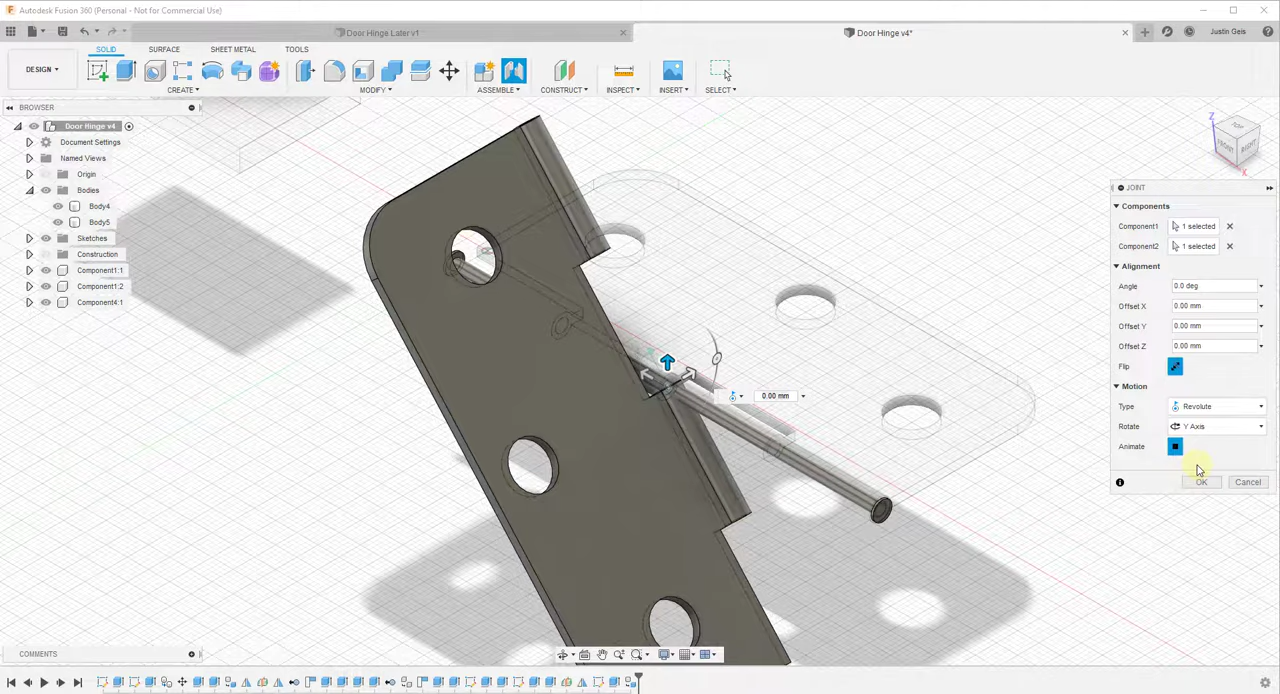 Autodesk Fusion 360 (Personal - Not for Commercial Use)
Door Hinge Later v1
Door Hinge v4*
Justin Geis
DESIGN
SOLID
SURFACE
SHEET METAL
TOOLS
CREATE
MODIFY
ASSEMBLE
CONSTRUCT
INSPECT
INSERT
SELECT
BROWSER
Door Hinge v4
Document Settings
Named Views
Origin
Bodies
Body4
Body5
Sketches
Construction
Component1:1
Component1:2
Component4:1
Z
TOP
FRONT
RIGHT
X
0.00 mm
JOINT
Components
Component1
1 selected
Component2
1 selected
Alignment
Angle
0.0 deg
Offset X
0.00 mm
Offset Y
0.00 mm
Offset Z
0.00 mm
Flip
Motion
Type
Revolute
Rotate
Y Axis
Animate
OK
Cancel
COMMENTS